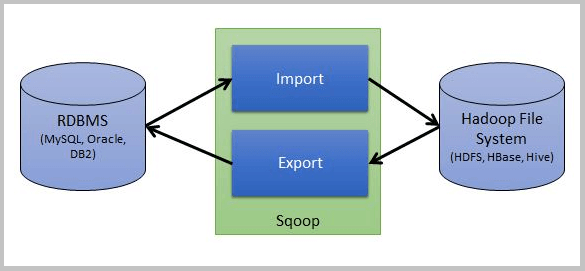 RDBMS
(MySQL, Oracle,
DB2)
Import
Export
Sqoop
Hadoop File
System
(HDFS, HBase, Hive)